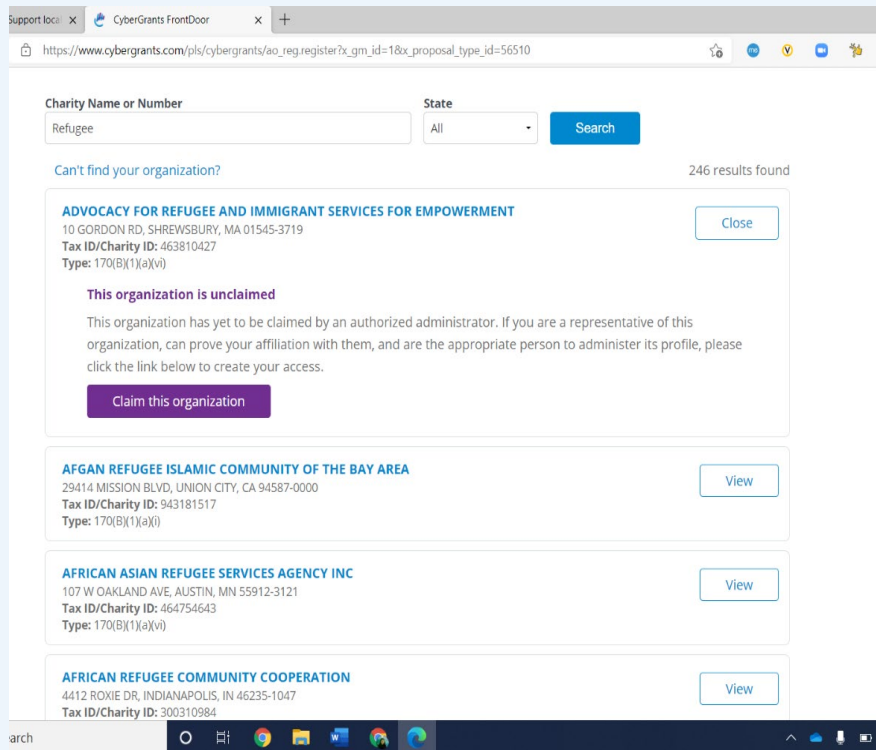 Support loca
CyberGrants FrontDoor
https://www.cybergrants.com/pls/cybergrants/ao_reg.register?x_gm_id=1&x_proposal_type_id=56510
Charity Name or Number State
Refugee All Search
Can't find your organization? 246 results found
ADVOCACY FOR REFUGEE AND IMMIGRANT SERVICES FOR EMPOWERMENT
10 GORDON RD, SHREWSBURY, MA 01545-3719
Close
Tax ID/Charity ID: 463810427
Type: 170(B)(1)(a)(vi)
This organization is unclaimed
This organization has yet to be claimed by an authorized administrator. If you are a representative of this
organization, can prove your affiliation with them, and are the appropriate person to administer its profile, please
click the link below to create your access.
Claim this organization
AFGAN REFUGEE ISLAMIC COMMUNITY OF THE BAY AREA
29414 MISSION BLVD, UNION CITY, CA 94587-0000
View
Tax ID/Charity ID: 943181517
Type: 170(B)(1)(a)(i)
AFRICAN ASIAN REFUGEE SERVICES AGENCY INC
107 W OAKLAND AVE, AUSTIN, MN 55912-3121
View
Tax ID/Charity ID: 464754643
Type: 170(B)(1)(a)(vi)
AFRICAN REFUGEE COMMUNITY COOPERATION
4412 ROXIE DR, INDIANAPOLIS, IN 46235-1047
View
Tax ID/Charity ID: 300310984
earch